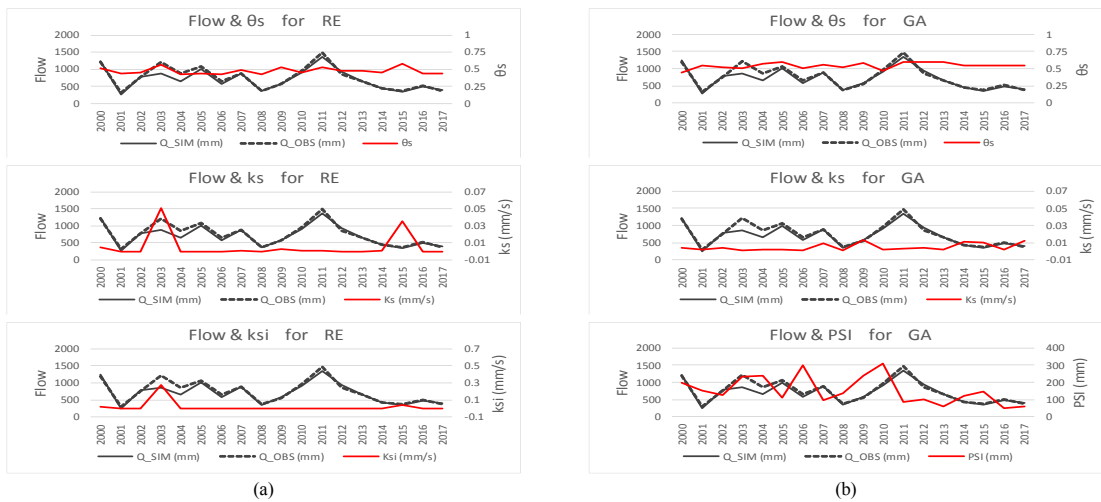 Flow & θs for RE
2000
1500
1000
500
0
Flow
1
0.75
0.5
0.25
0
θs
2000 2001 2002 2003 2004 2005 2006 2007 2008 2009 2010 2011 2012 2013 2014 2015 2016 2017
Q_SIM (mm) Q_OBS (mm) θs
Flow & ks for RE
2000
1500
1000
500
0
Flow
0.07
0.05
0.03
0.01
-0.01
ks (mm/s)
2000 2001 2002 2003 2004 2005 2006 2007 2008 2009 2010 2011 2012 2013 2014 2015 2016 2017
Q_SIM (mm) Q_OBS (mm) Ks (mm/s)
Flow & ksi for RE
2000
1500
1000
500
0
Flow
0.7
0.5
0.3
0.1
-0.1
ksi (mm/s)
2000 2001 2002 2003 2004 2005 2006 2007 2008 2009 2010 2011 2012 2013 2014 2015 2016 2017
Q_SIM (mm) Q_OBS (mm) Ksi (mm/s)
(a)
Flow & θs for GA
2000
1500
1000
500
0
Flow
1
0.75
0.5
0.25
0
θs
2000 2001 2002 2003 2004 2005 2006 2007 2008 2009 2010 2011 2012 2013 2014 2015 2016 2017
Q_SIM (mm) Q_OBS (mm) θs
Flow & ks for GA
2000
1500
1000
500
0
Flow
0.07
0.05
0.03
0.01
-0.01
ks (mm/s)
2000 2001 2002 2003 2004 2005 2006 2007 2008 2009 2010 2011 2012 2013 2014 2015 2016 2017
Q_SIM (mm) Q_OBS (mm) Ks (mm/s)
Flow & PSI for GA
2000
1500
1000
500
0
Flow
400
300
200
100
0
PSI (mm)
2000 2001 2002 2003 2004 2005 2006 2007 2008 2009 2010 2011 2012 2013 2014 2015 2016 2017
Q_SIM (mm) Q_OBS (mm) PSI (mm)
(b)